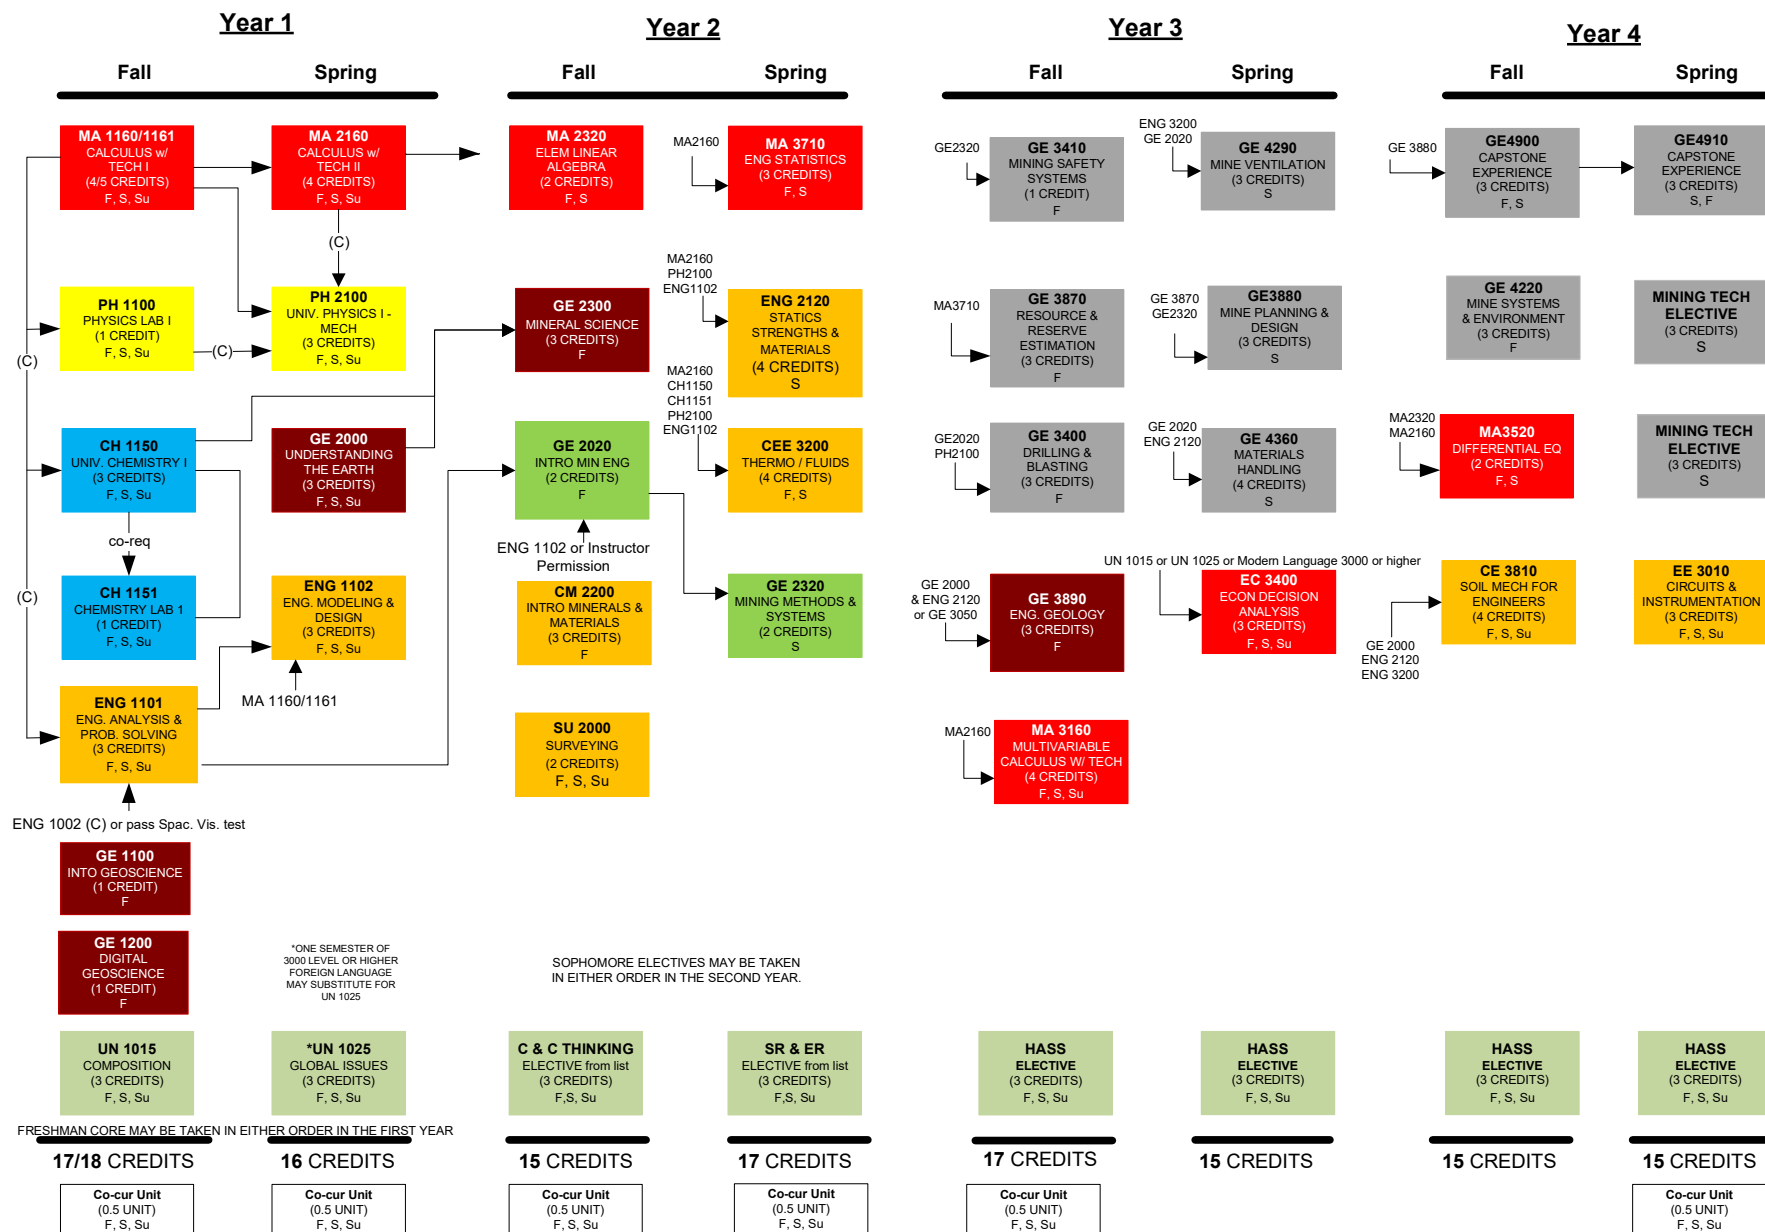 Year 1
Year 2
Year 3
Year 4
Fall
Spring
Fall
Spring
Fall
Spring
Fall
Spring
MA 1160/1161
CALCULUS w/
TECH I
(4/5 CREDITS)
F, S, Su
MA 2160
CALCULUS w/
TECH II
(4 CREDITS)
F, S, Su
MA 2320
ELEM LINEAR
ALGEBRA
(2 CREDITS)
F, S
MA2160
MA 3710
ENG STATISTICS
(3 CREDITS)
F, S
GE2320
GE 3410
MINING SAFETY
SYSTEMS
(1 CREDIT)
F
ENG 3200
GE 2020
GE 4290
MINE VENTILATION
(3 CREDITS)
S
GE 3880
GE4900
CAPSTONE
EXPERIENCE
(3 CREDITS)
F, S
GE4910
CAPSTONE
EXPERIENCE
(3 CREDITS)
S, F
(C)
PH 1100
PHYSICS LAB I
(1 CREDIT)
F, S, Su
(C)
(C)
PH 2100
UNIV. PHYSICS I -
MECH
(3 CREDITS)
F, S, Su
GE 2300
MINERAL SCIENCE
(3 CREDITS)
F
MA2160
PH2100
ENG1102
ENG 2120
STATICS
STRENGTHS &
MATERIALS
(4 CREDITS)
S
MA3710
GE 3870
RESOURCE &
RESERVE
ESTIMATION
(3 CREDITS)
F
GE 3870
GE2320
GE3880
MINE PLANNING &
DESIGN
(3 CREDITS)
S
GE 4220
MINE SYSTEMS
& ENVIRONMENT
(3 CREDITS)
F
MINING TECH
ELECTIVE
(3 CREDITS)
S
CH 1150
UNIV. CHEMISTRY I
(3 CREDITS)
F, S, Su
GE 2000
UNDERSTANDING
THE EARTH
(3 CREDITS)
F, S, Su
GE 2020
INTRO MIN ENG
(2 CREDITS)
F
MA2160
CH1150
CH1151
PH2100
ENG1102
CEE 3200
THERMO / FLUIDS
(4 CREDITS)
F, S
GE2020
PH2100
GE 3400
DRILLING &
BLASTING
(3 CREDITS)
F
GE 2020
ENG 2120
GE 4360
MATERIALS
HANDLING
(4 CREDITS)
S
MA2320
MA2160
MA3520
DIFFERENTIAL EQ
(2 CREDITS)
F, S
MINING TECH
ELECTIVE
(3 CREDITS)
S
co-req
ENG 1102 or Instructor
Permission
UN 1015 or UN 1025 or Modern Language 3000 or higher
(C)
CH 1151
CHEMISTRY LAB 1
(1 CREDIT)
F, S, Su
ENG 1102
ENG. MODELING &
DESIGN
(3 CREDITS)
F, S, Su
MA 1160/1161
CM 2200
INTRO MINERALS &
MATERIALS
(3 CREDITS)
F
GE 2320
MINING METHODS &
SYSTEMS
(2 CREDITS)
S
GE 2000
& ENG 2120
or GE 3050
GE 3890
ENG. GEOLOGY
(3 CREDITS)
F
EC 3400
ECON DECISION
ANALYSIS
(3 CREDITS)
F, S, Su
GE 2000
ENG 2120
ENG 3200
CE 3810
SOIL MECH FOR
ENGINEERS
(4 CREDITS)
F, S, Su
EE 3010
CIRCUITS &
INSTRUMENTATION
(3 CREDITS)
F, S, Su
ENG 1101
ENG. ANALYSIS &
PROB. SOLVING
(3 CREDITS)
F, S, Su
SU 2000
SURVEYING
(2 CREDITS)
F, S, Su
MA2160
MA 3160
MULTIVARIABLE
CALCULUS W/ TECH
(4 CREDITS)
F, S, Su
ENG 1002 (C) or pass Spac. Vis. test
GE 1100
INTO GEOSCIENCE
(1 CREDIT)
F
GE 1200
DIGITAL
GEOSCIENCE
(1 CREDIT)
F
*ONE SEMESTER OF
3000 LEVEL OR HIGHER
FOREIGN LANGUAGE
MAY SUBSTITUTE FOR
UN 1025
SOPHOMORE ELECTIVES MAY BE TAKEN
IN EITHER ORDER IN THE SECOND YEAR.
UN 1015
COMPOSITION
(3 CREDITS)
F, S, Su
*UN 1025
GLOBAL ISSUES
(3 CREDITS)
F, S, Su
C & C THINKING
ELECTIVE from list
(3 CREDITS)
F,S, Su
SR & ER
ELECTIVE from list
(3 CREDITS)
F,S, Su
HASS
ELECTIVE
(3 CREDITS)
F, S, Su
HASS
ELECTIVE
(3 CREDITS)
F, S, Su
HASS
ELECTIVE
(3 CREDITS)
F, S, Su
HASS
ELECTIVE
(3 CREDITS)
F, S, Su
FRESHMAN CORE MAY BE TAKEN IN EITHER ORDER IN THE FIRST YEAR
17/18 CREDITS
16 CREDITS
15 CREDITS
17 CREDITS
17 CREDITS
15 CREDITS
15 CREDITS
15 CREDITS
Co-cur Unit
(0.5 UNIT)
F, S, Su
Co-cur Unit
(0.5 UNIT)
F, S, Su
Co-cur Unit
(0.5 UNIT)
F, S, Su
Co-cur Unit
(0.5 UNIT)
F, S, Su
Co-cur Unit
(0.5 UNIT)
F, S, Su
Co-cur Unit
(0.5 UNIT)
F, S, Su